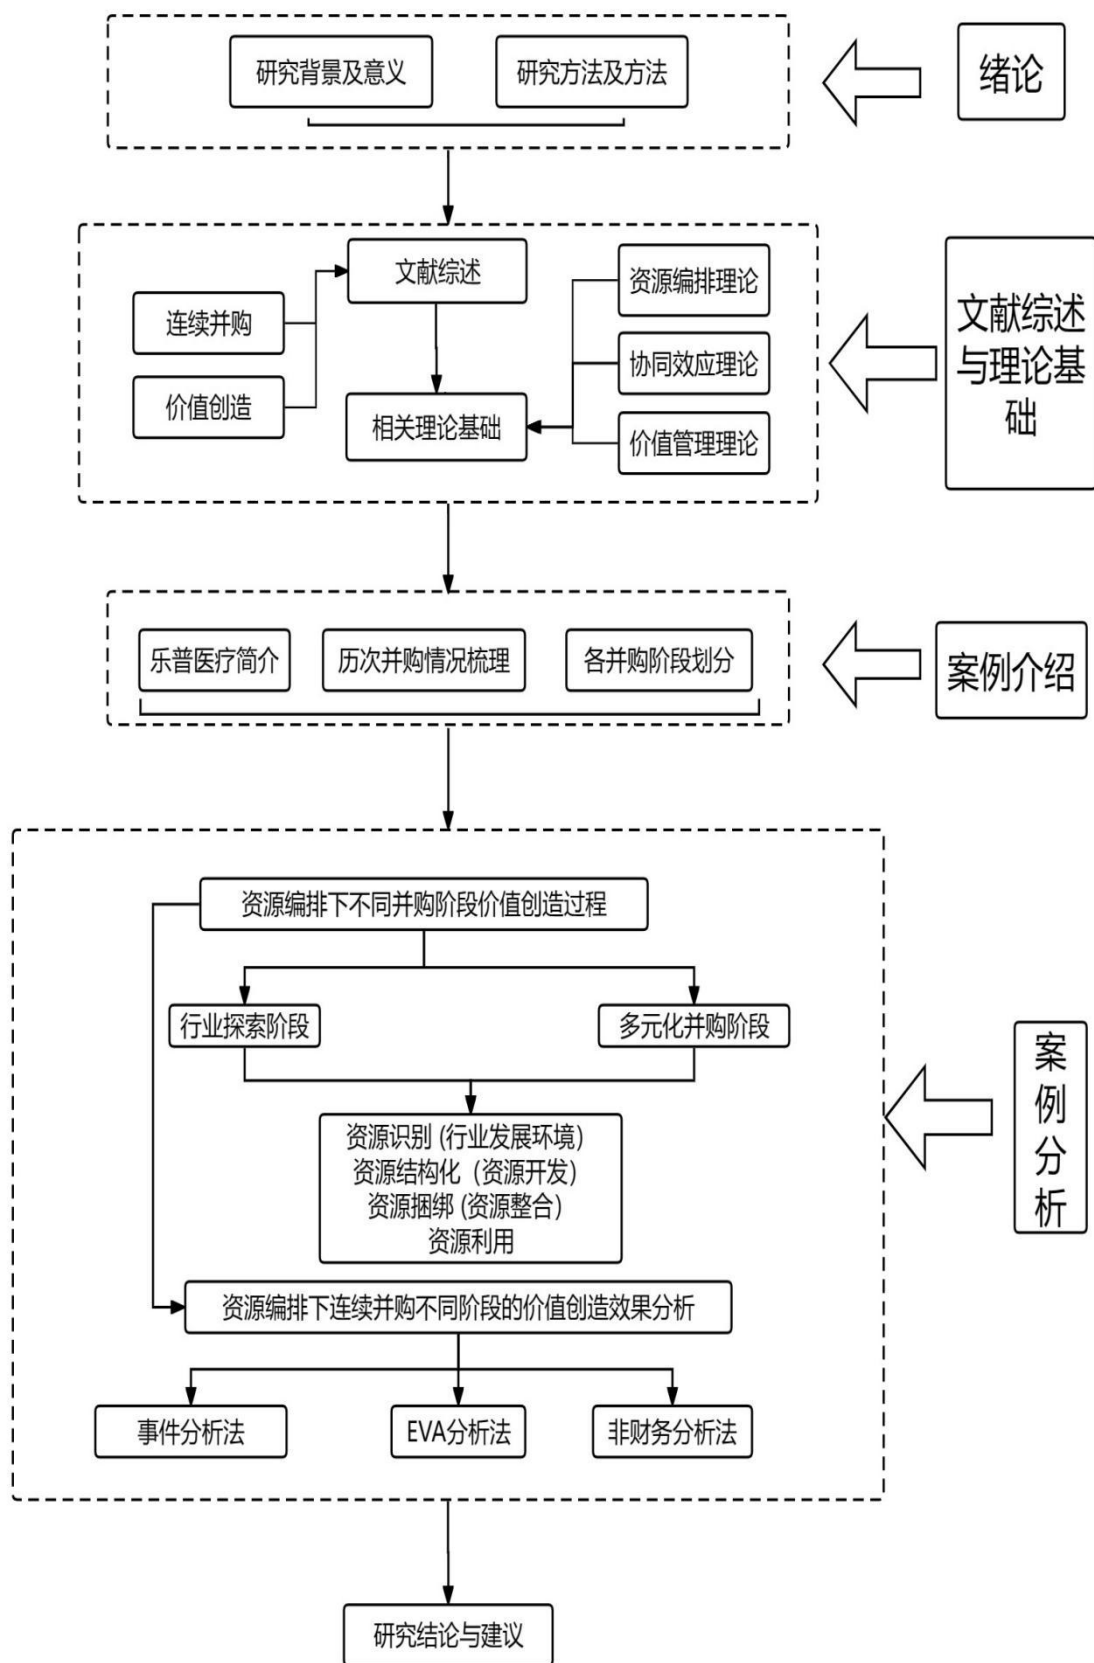 研究背景及意义
研究方法及方法
绪论
文献综述
连续并购
价值创造
相关理论基础
资源编排理论
协同效应理论
价值管理理论
文献综述
与理论基
础
乐普医疗简介
历次并购情况梳理
各并购阶段划分
案例介绍
资源编排下不同并购阶段价值创造过程
行业探索阶段
多元化并购阶段
资源识别 (行业发展环境)
资源结构化（资源开发）
资源捆绑 (资源整合)
资源利用
资源编排下连续并购不同阶段的价值创造效果分析
事件分析法
EVA分析法
非财务分析法
案
例
分
析
研究结论与建议